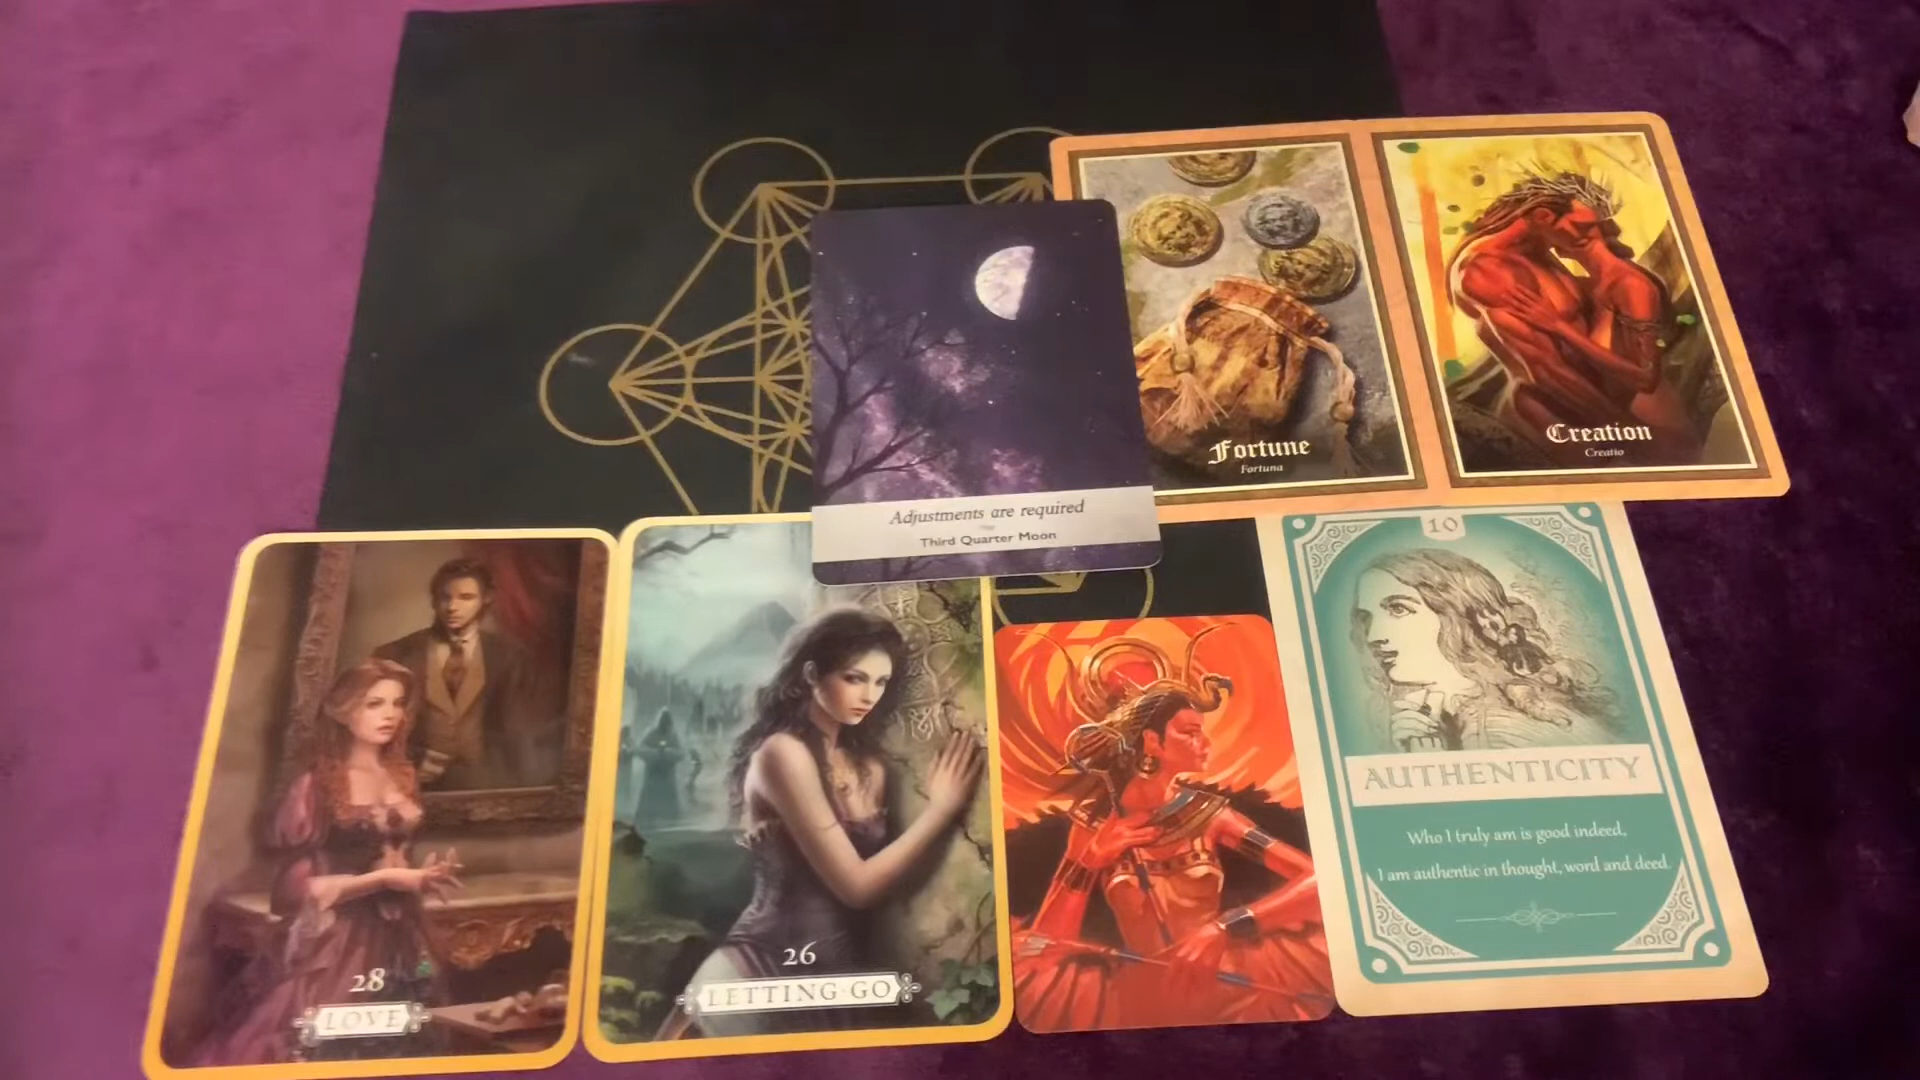 Fortune
Fortuna
Creation
Creatio
Adjustments are required
Third Quarter Moon
28
LOVE
26
LETTING GO
10
AUTHENTICITY
Who I truly am is good indeed,
I am authentic in thought, word and deed.